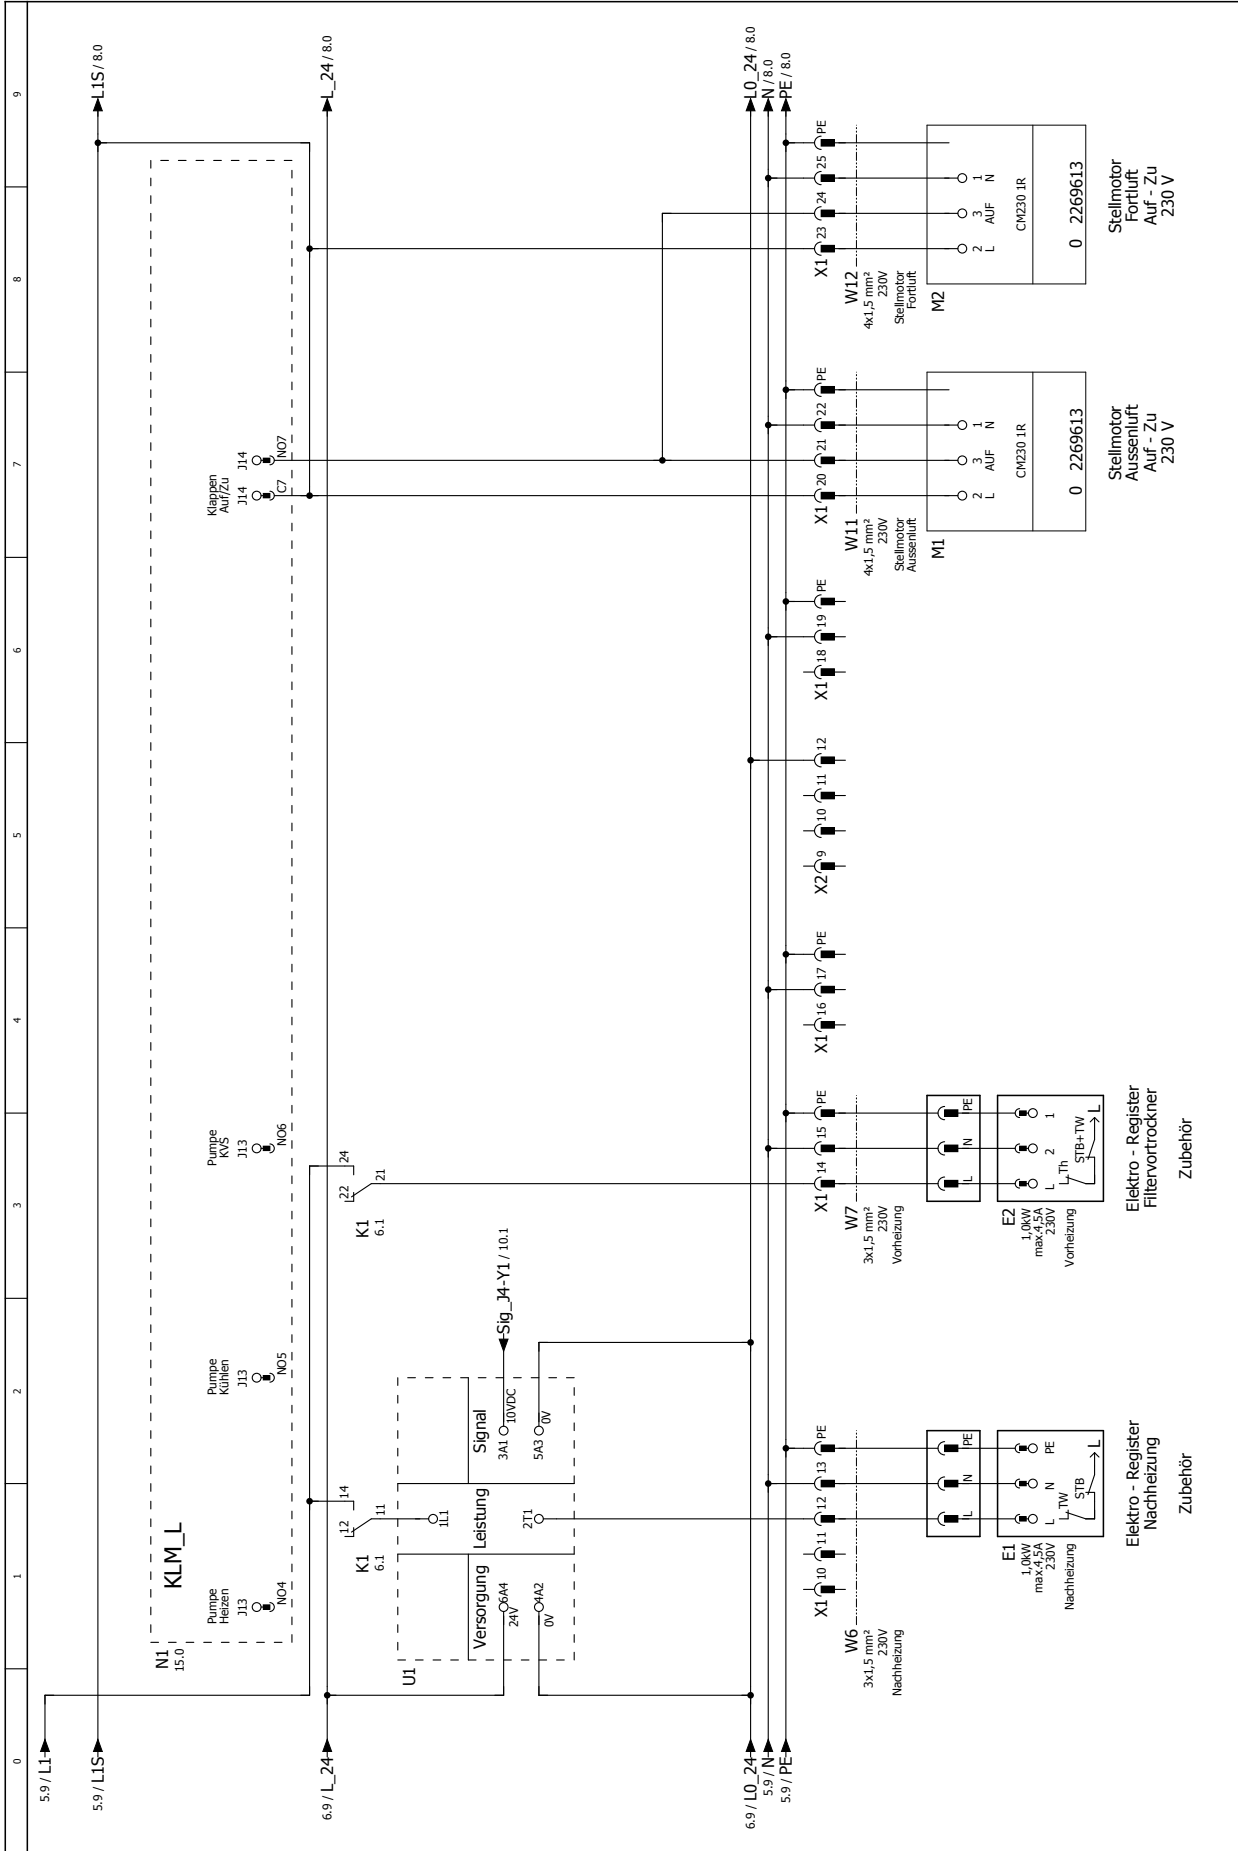 0
1
2
3
4
5
6
7
8
9
5.9 / L1
5.9 / L1S
L1S / 8.0
N1
15.0
KLM_L
Pumpe
Heizen
J13
NO4
Pumpe
Kühlen
J13
NO5
Pumpe
KVS
J13
NO6
Klappen
Auf/Zu
J14
C7
J14
NO7
6.9 / L_24
L_24 / 8.0
K1
6.1
12
14
11
K1
6.1
22
24
21
U1
Versorgung
Leistung
Signal
6A4
24V
4A2
0V
1L1
2T1
3A1
10VDC
5A3
0V
Sig_J4-Y1 / 10.1
6.9 / L0_24
5.9 / N
5.9 / PE
L0_24 / 8.0
N / 8.0
PE / 8.0
X1
10
11
12
13
PE
X1
14
15
PE
X1
16
17
PE
X2
9
10
11
12
X1
18
19
PE
X1
20
21
22
PE
X1
23
24
25
PE
W6
3x1,5 mm²
230V
Nachheizung
W7
3x1,5 mm²
230V
Vorheizung
W11
4x1,5 mm²
230V
Stellmotor
Aussenluft
W12
4x1,5 mm²
230V
Stellmotor
Fortluft
L
N
PE
E1
1,0kW
max.4,5A
230V
Nachheizung
L
N
PE
TW
STB
L
Elektro - Register
Nachheizung
Zubehör
L
N
PE
E2
1,0kW
max.4,5A
230V
Vorheizung
L
2
1
Th
STB+TW
L
Elektro - Register
Filtervortrockner
Zubehör
M1
2
3
1
L
AUF
N
CM230 1R
0 2269613
Stellmotor
Aussenluft
Auf - Zu
230 V
M2
2
3
1
L
AUF
N
CM230 1R
0 2269613
Stellmotor
Fortluft
Auf - Zu
230 V